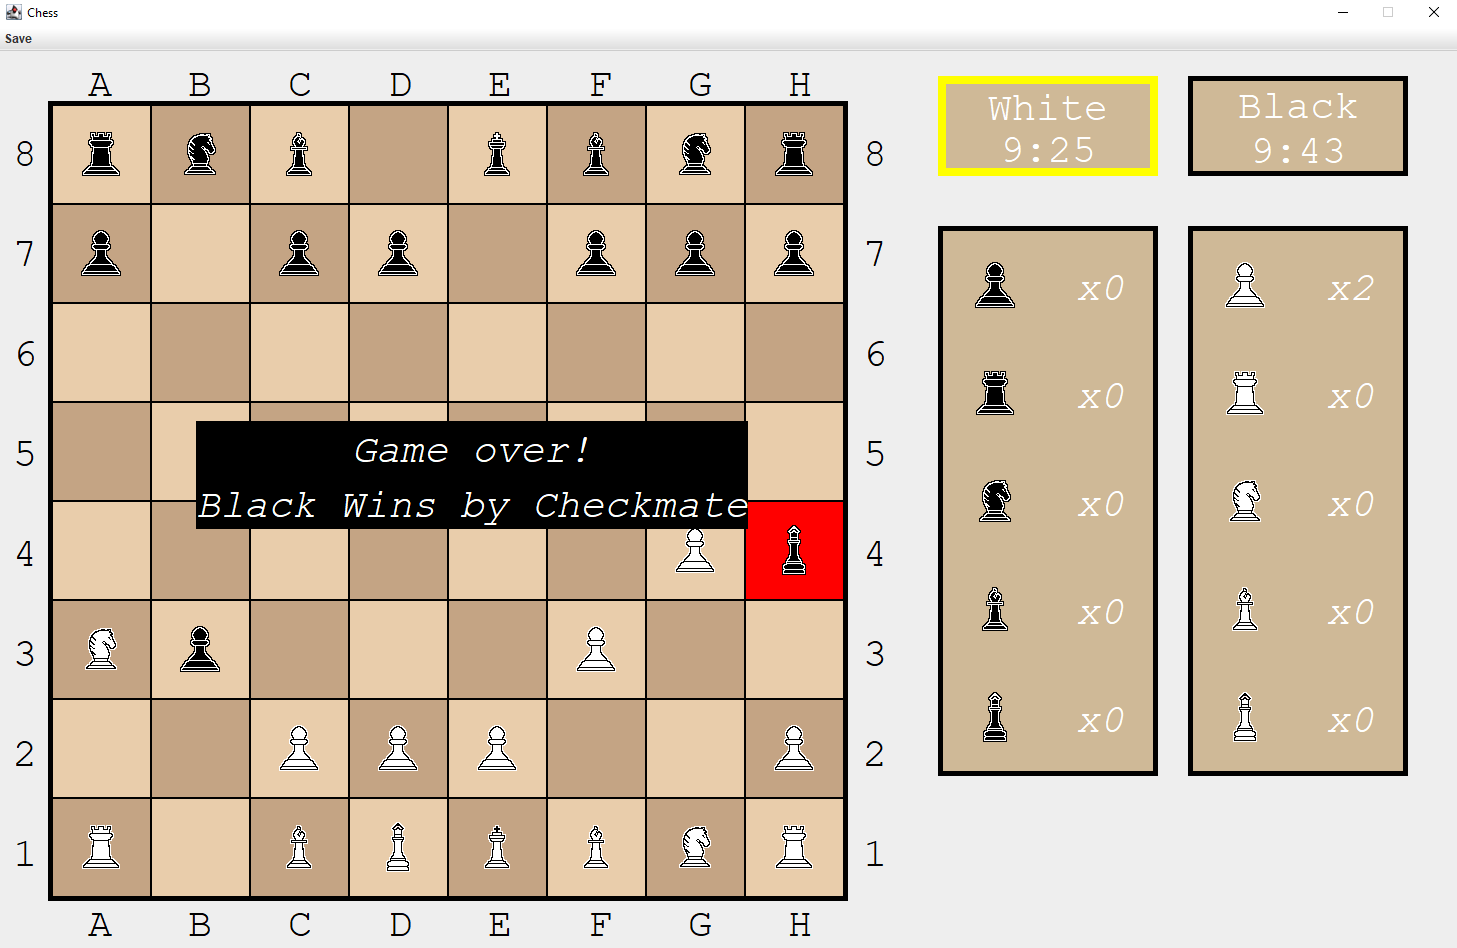 Chess
Save
A B C D E F G H
8 8
7 7
6 6
5 5
4 4
3 3
2 2
1 1
A B C D E F G H
Game over!
Black Wins by Checkmate
White
9:25
Black
9:43
x0
x0
x0
x0
x0
x2
x0
x0
x0
x0